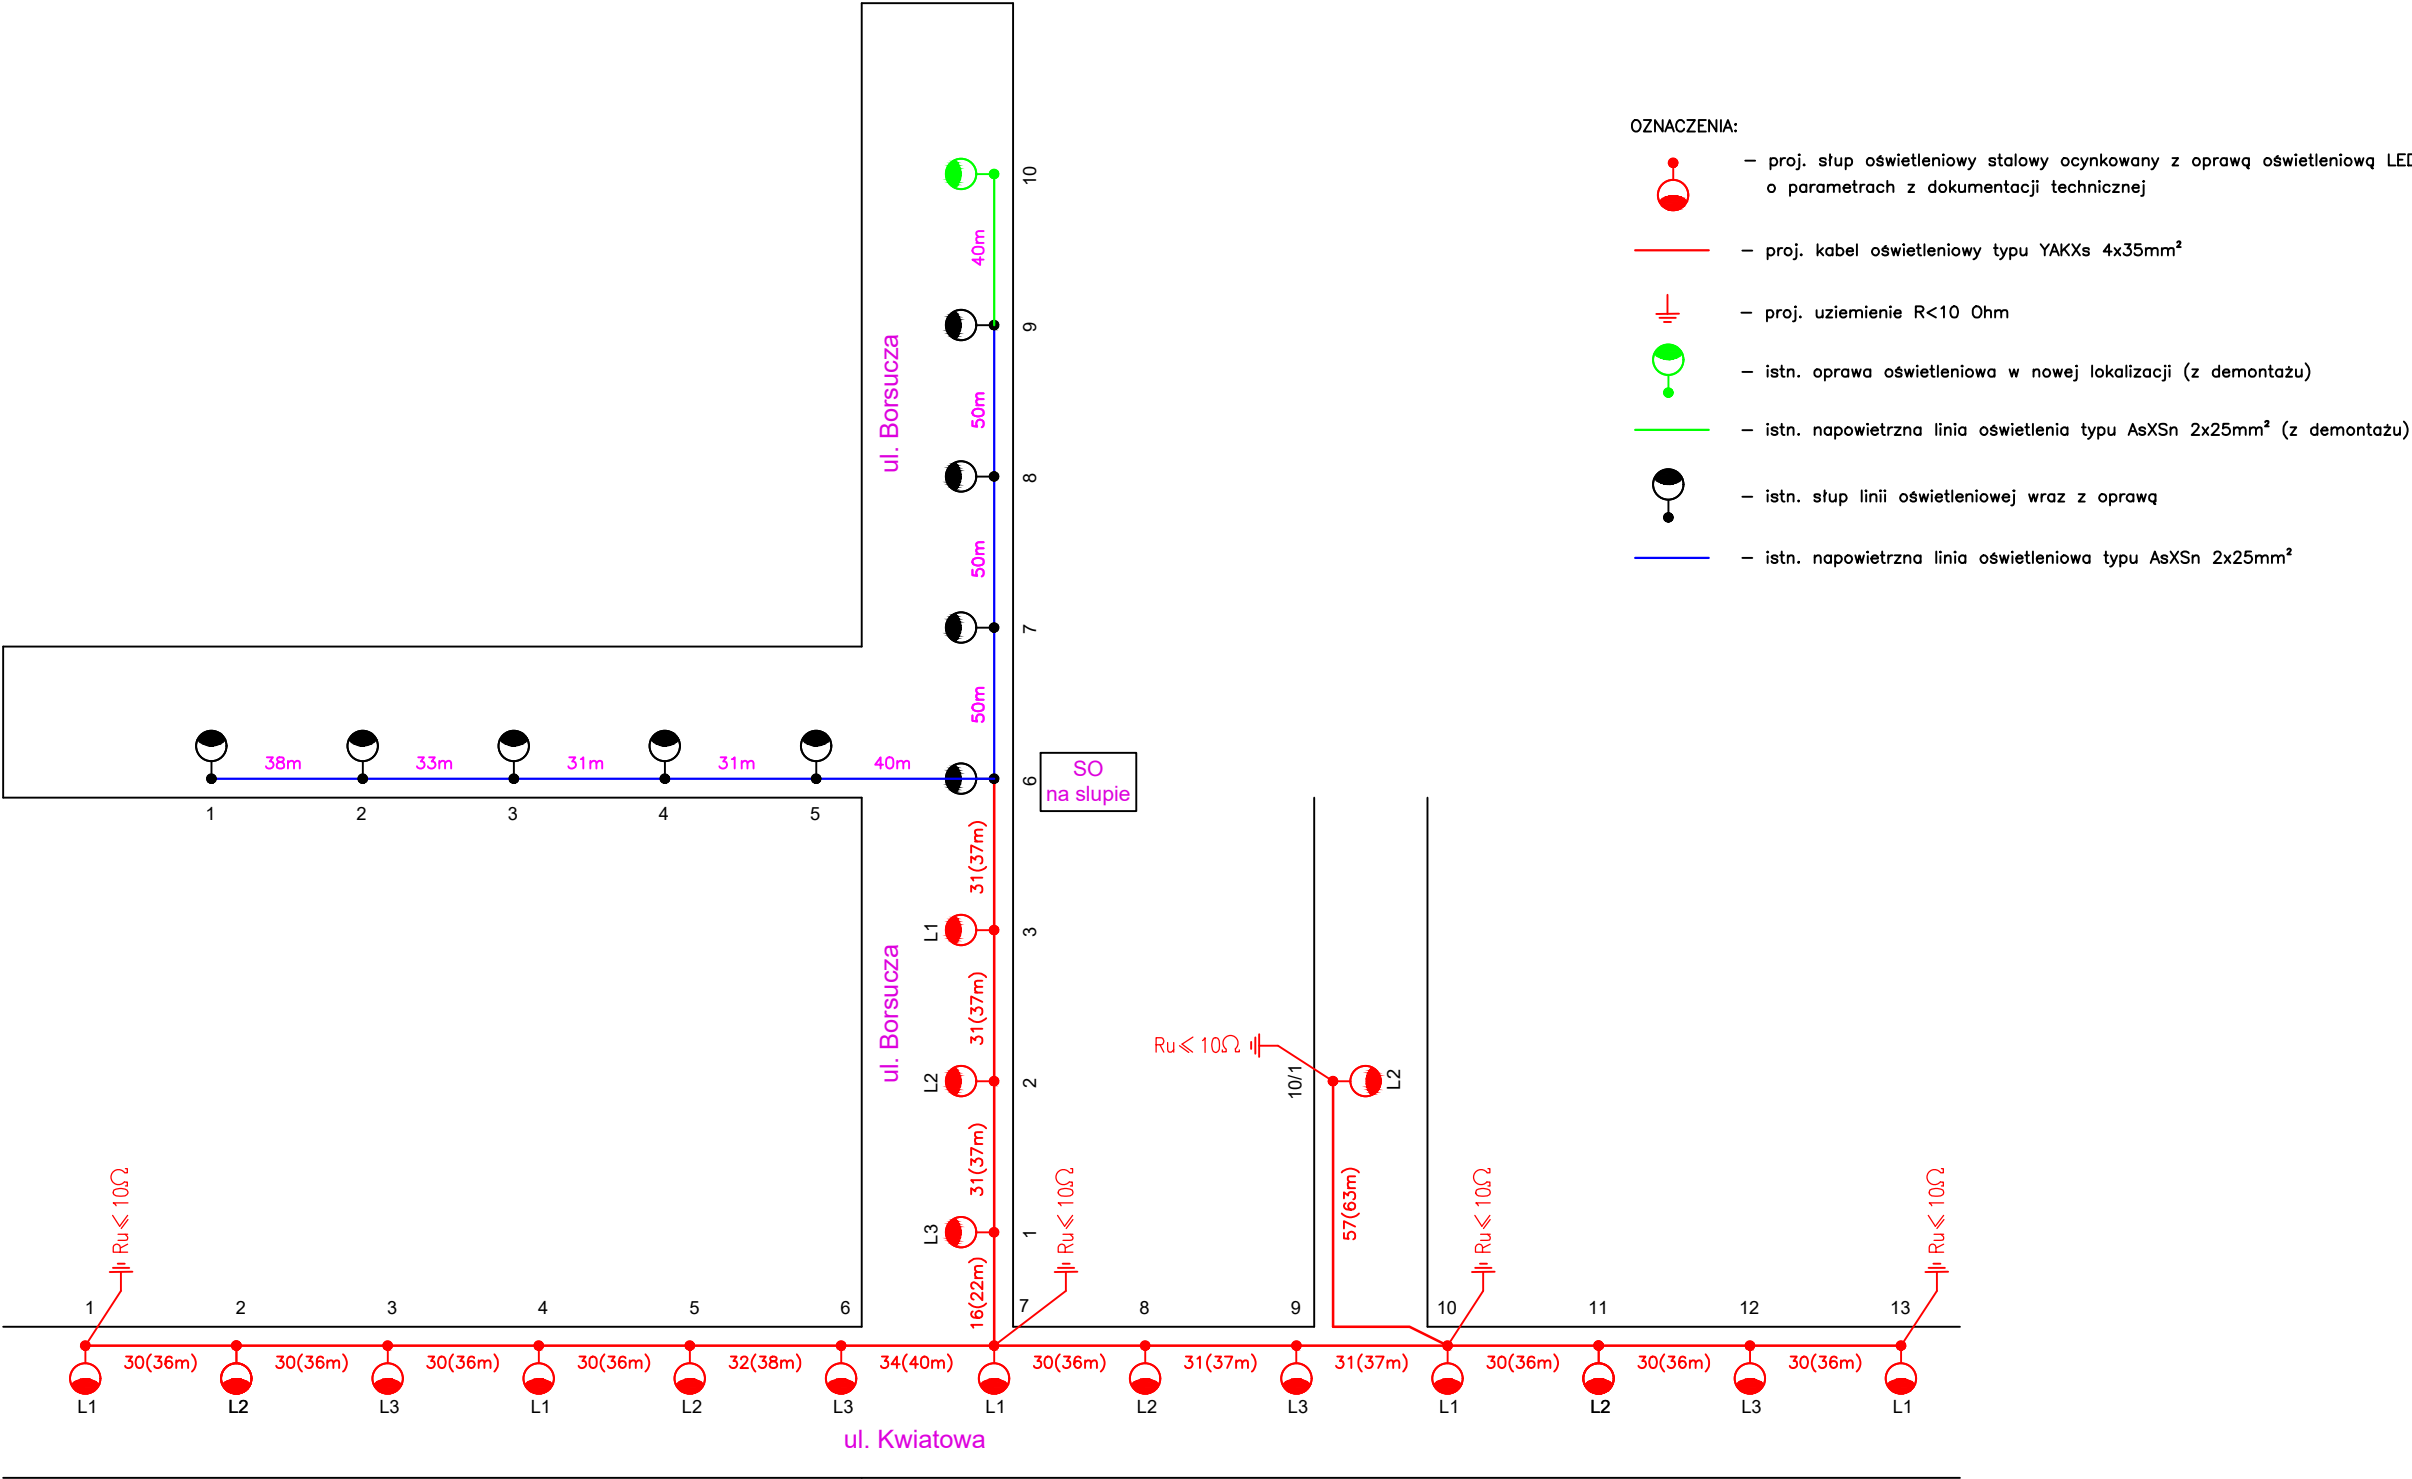 OZNACZENIA:
– proj. słup oświetleniowy stalowy ocynkowany z oprawą oświetleniową LED
o parametrach z dokumentacji technicznej
– proj. kabel oświetleniowy typu YAKXs 4x35mm²
– proj. uziemienie R<10 Ohm
– istn. oprawa oświetleniowa w nowej lokalizacji (z demontażu)
– istn. napowietrzna linia oświetlenia typu AsXSn 2x25mm² (z demontażu)
– istn. słup linii oświetleniowej wraz z oprawą
– istn. napowietrzna linia oświetleniowa typu AsXSn 2x25mm²
10
40m
9
ul. Borsucza
50m
8
50m
7
50m
38m 33m 31m 31m 40m
6
SO
na slupie
1 2 3 4 5
31(37m)
L1 3
ul. Borsucza
31(37m)
L2 2
31(37m)
L3 1
16(22m)
Ru⩽10Ω
10/1
L2
57(63m)
Ru⩽10Ω
Ru⩽10Ω
Ru⩽10Ω
Ru⩽10Ω
1 2 3 4 5 6 7 8 9 10 11 12 13
30(36m) 30(36m) 30(36m) 30(36m) 32(38m) 34(40m) 30(36m) 31(37m) 31(37m) 30(36m) 30(36m) 30(36m)
L1 L2 L3 L1 L2 L3 L1 L2 L3 L1 L2 L3 L1
ul. Kwiatowa